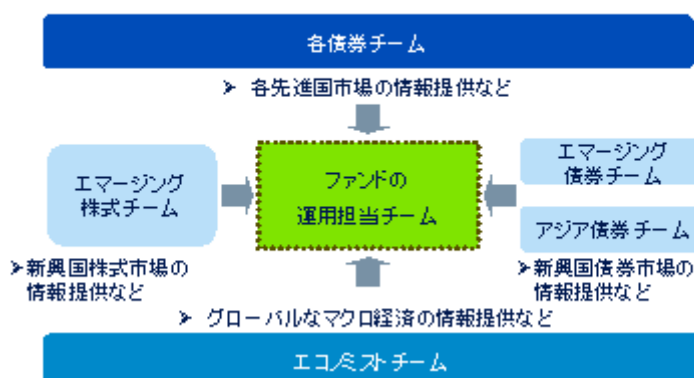 各債券チーム
➤ 各先進国市場の情報提供など
エマージング
株式チーム
ファンドの
運用担当チーム
エマージング
債券チーム
アジア債券チーム
➤新興国株式市場の
情報提供など
➤新興国債券市場の
情報提供など
➤ グローバルなマクロ経済の情報提供など
エコノミストチーム